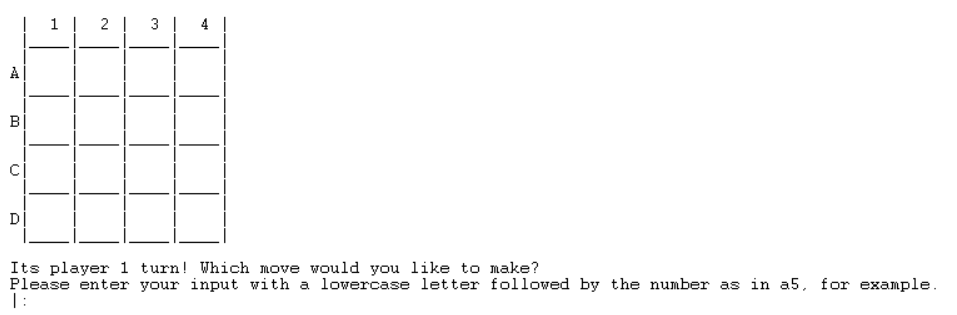 | 1 | 2 | 3 | 4 |
A
B
C
D
Its player 1 turn! Which move would you like to make?
Please enter your input with a lowercase letter followed by the number as in a5, for example.
|: